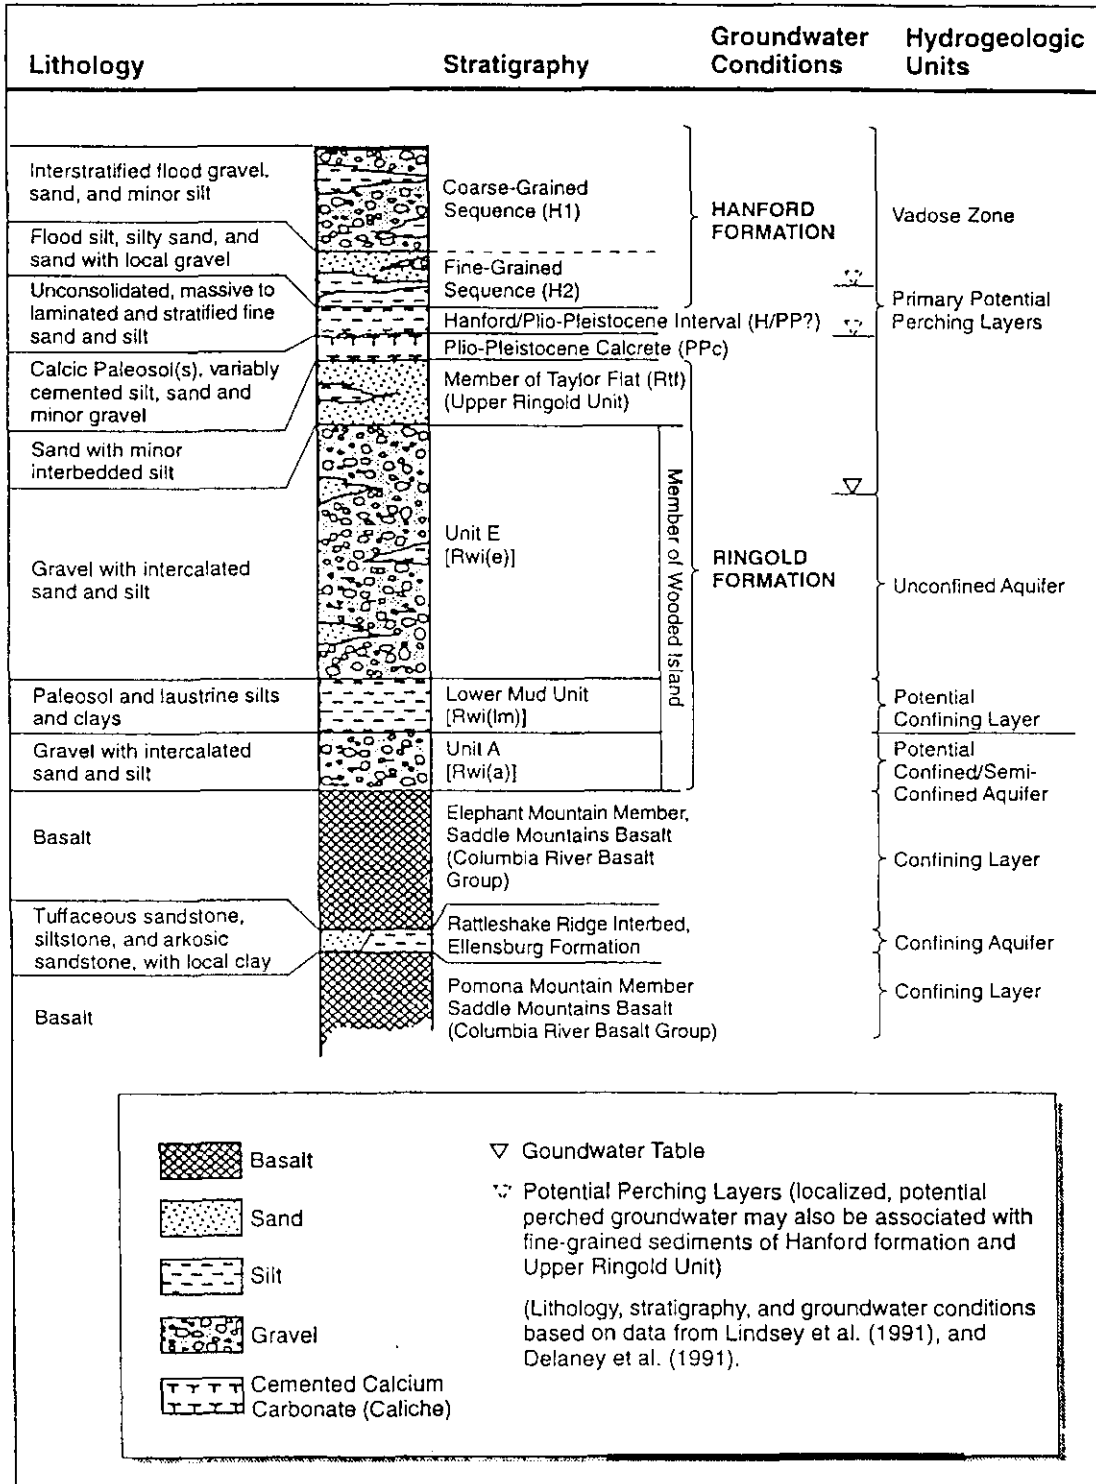 Lithology
Stratigraphy
Groundwater
Conditions
Hydrogeologic
Units
Interstratified flood gravel,
sand, and minor silt
Flood silt, silty sand, and
sand with local gravel
Unconsolidated, massive to
laminated and stratified fine
sand and silt
Calcic Paleosol(s), variably
cemented silt, sand and
minor gravel
Sand with minor
interbedded silt
Gravel with intercalated
sand and silt
Paleosol and laustrine silts
and clays
Gravel with intercalated
sand and silt
Basalt
Tuffaceous sandstone,
siltstone, and arkosic
sandstone, with local clay
Basalt
Coarse-Grained
Sequence (H1)
Fine-Grained
Sequence (H2)
Hanford/Plio-Pleistocene Interval (H/PP?)
Plio-Pleistocene Calcrete (PPc)
Member of Taylor Flat (Rtf)
(Upper Ringold Unit)
Unit E
[Rwi(e)]
Lower Mud Unit
[Rwi(lm)]
Unit A
[Rwi(a)]
Member of Wooded Island
Elephant Mountain Member,
Saddle Mountains Basalt
(Columbia River Basalt
Group)
Rattleshake Ridge Interbed,
Ellensburg Formation
Pomona Mountain Member
Saddle Mountains Basalt
(Columbia River Basalt Group)
HANFORD
FORMATION
RINGOLD
FORMATION
Vadose Zone
Primary Potential
Perching Layers
Unconfined Aquifer
Potential
Confining Layer
Potential
Confined/Semi-
Confined Aquifer
Confining Layer
Confining Aquifer
Confining Layer
Basalt
Sand
Silt
Gravel
Cemented Calcium
Carbonate (Caliche)
Goundwater Table
Potential Perching Layers (localized, potential
perched groundwater may also be associated with
fine-grained sediments of Hanford formation and
Upper Ringold Unit)
(Lithology, stratigraphy, and groundwater conditions
based on data from Lindsey et al. (1991), and
Delaney et al. (1991).